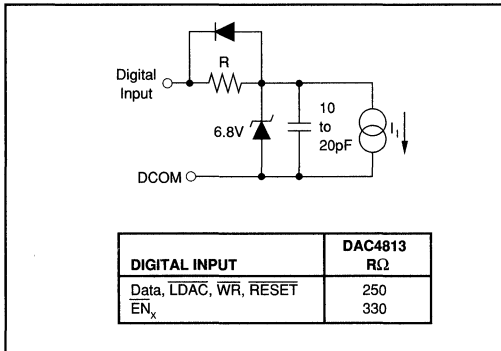 R
Digital
Input
6.8V
10
to
20pF
I₁
DCOM
DIGITAL INPUT
DAC4813
RΩ
Data, LDAC, WR, RESET
250
ENₓ
330